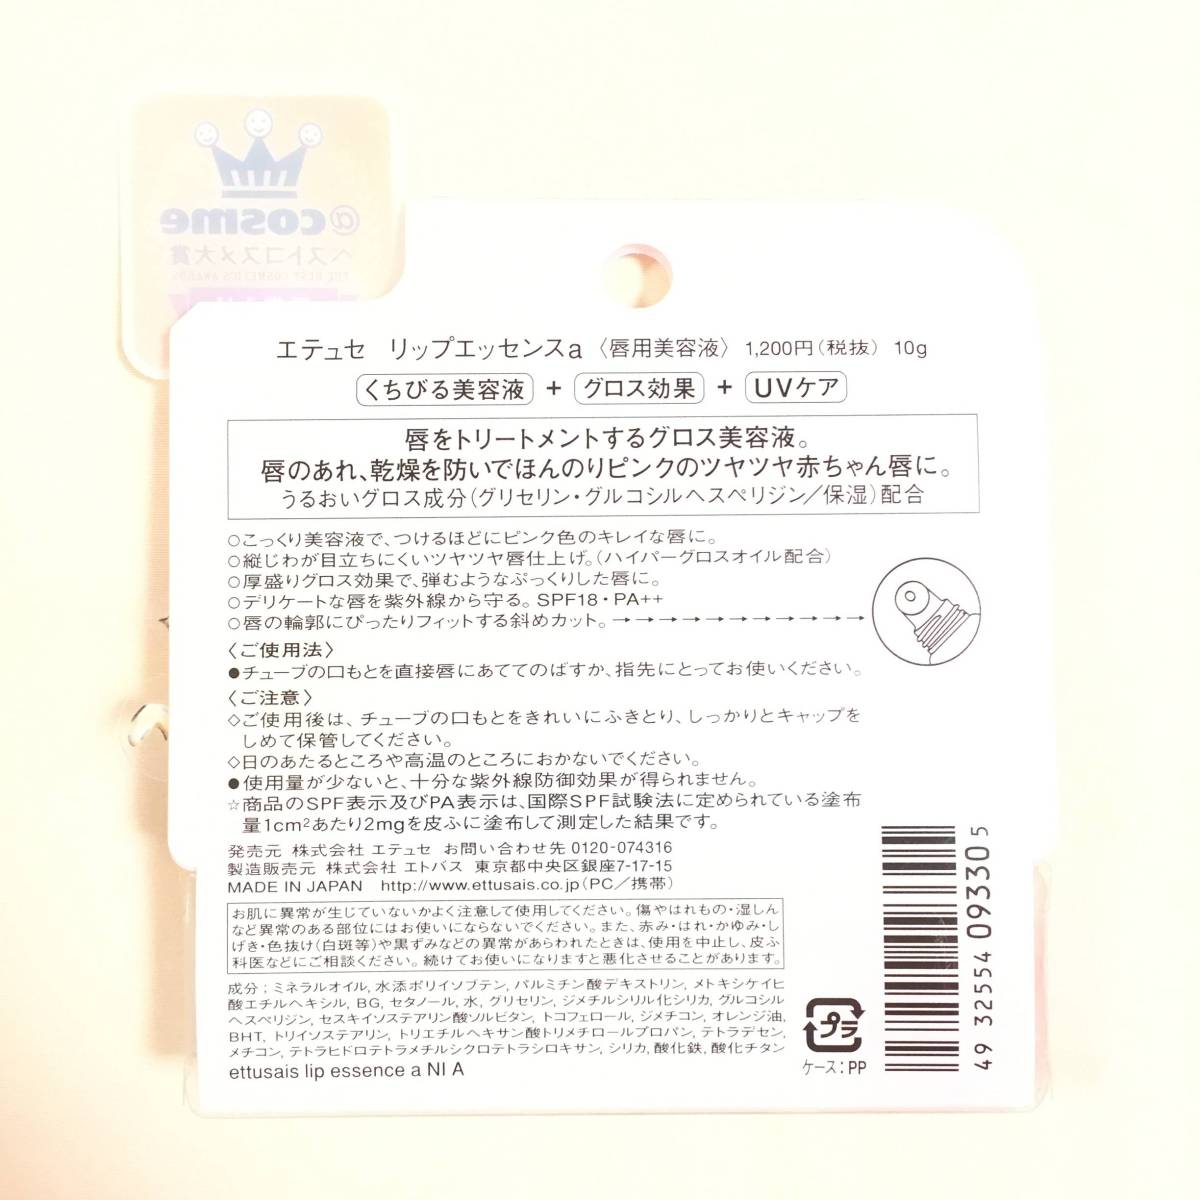 @cosme
ベストコスメ大賞
THE BEST COSMETICS AWARDS
エテュセ リップエッセンスa 〈唇用美容液〉 1,200円(税抜) 10g
くちびる美容液 + グロス効果 + UVケア
唇をトリートメントするグロス美容液。
唇のあれ、乾燥を防いでほんのりピンクのツヤツヤ赤ちゃん唇に。
うるおいグロス成分(グリセリン・グルコシルヘスペリジン/保湿)配合
○こっくり美容液で、つけるほどにピンク色のキレイな唇に。
○縦じわが目立ちにくいツヤツヤ唇仕上げ。(ハイパーグロスオイル配合)
○厚盛りグロス効果で、弾むようなぷっくりした唇に。
○デリケートな唇を紫外線から守る。SPF18・PA++
○唇の輪郭にぴったりフィットする斜めカット。→→→→→→→→→→→→
〈ご使用法〉
●チューブの口もとを直接唇にあててのばすか、指先にとってお使いください。
〈ご注意〉
◇ご使用後は、チューブの口もとをきれいにふきとり、しっかりとキャップを
しめて保管してください。
◇日のあたるところや高温のところにおかないでください。
●使用量が少ないと、十分な紫外線防御効果が得られません。
☆商品のSPF表示及びPA表示は、国際SPF試験法に定められている塗布
量1cm²あたり2mgを皮ふに塗布して測定した結果です。
発売元 株式会社 エテュセ お問い合わせ先 0120-074316
製造販売元 株式会社 エトバス 東京都中央区銀座7-17-15
MADE IN JAPAN http://www.ettusais.co.jp(PC/携帯)
お肌に異常が生じていないかよく注意して使用してください。傷やはれもの・湿しん
など異常のある部位にはお使いにならないでください。また、赤み・はれ・かゆみ・し
げき・色抜け(白斑等)や黒ずみなどの異常があらわれたときは、使用を中止し、皮ふ
科医などにご相談ください。続けてお使いになりますと悪化させることがあります。
成分；ミネラルオイル, 水添ポリイソブテン, パルミチン酸デキストリン, メトキシケイヒ
酸エチルヘキシル, BG, セタノール, 水, グリセリン, ジメチルシリル化シリカ, グルコシル
ヘスペリジン, セスキイソステアリン酸ソルビタン, トコフェロール, ジメチコン, オレンジ油,
BHT, トリイソステアリン, トリエチルヘキサン酸トリメチロールプロパン, テトラデセン,
メチコン, テトラヒドロテトラメチルシクロテトラシロキサン, シリカ, 酸化鉄, 酸化チタン
ettusais lip essence a NI A
プラ
ケース:PP
49 32554 09330 5